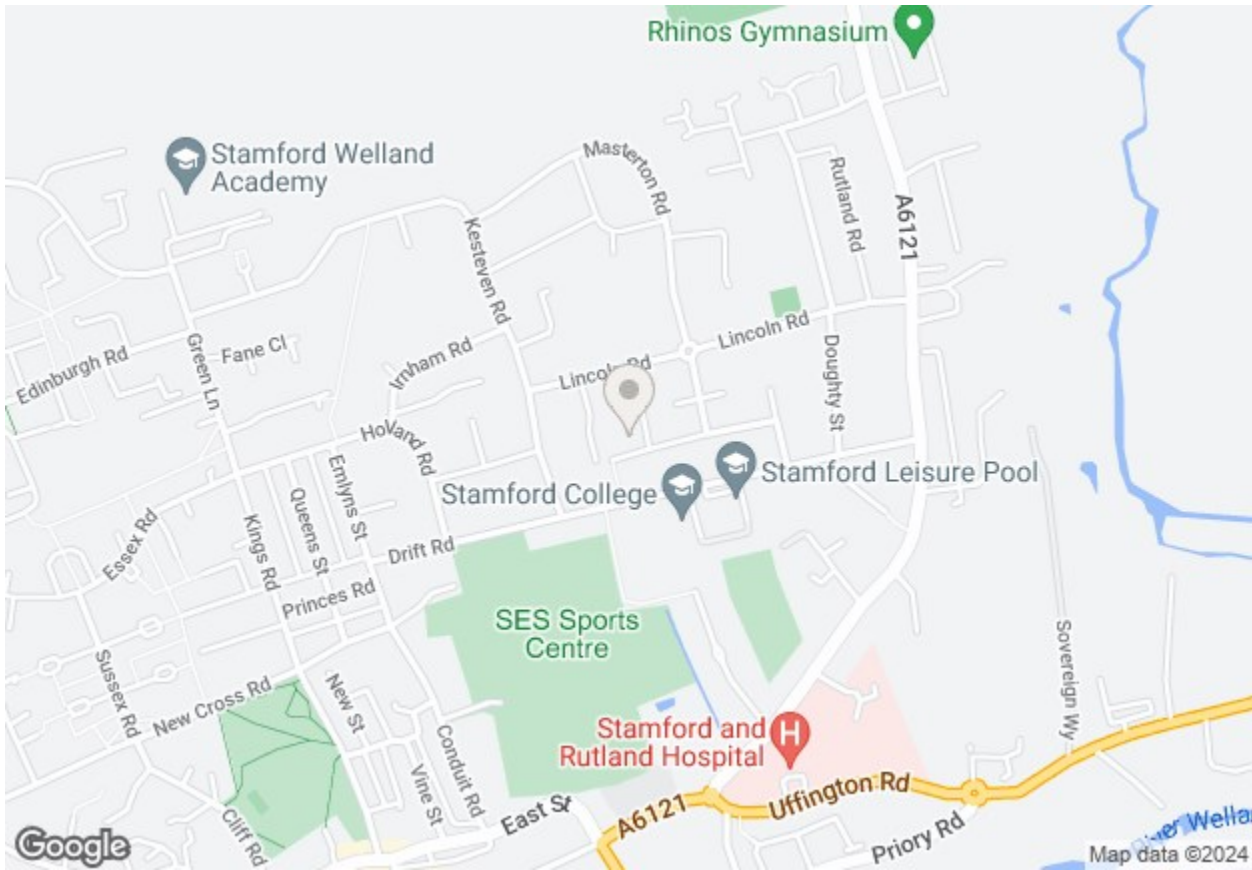 Rhinos Gymnasium
Stamford Welland
Academy
Masterton Rd
Rutland Rd
A6121
Kesteven Rd
Green Ln
Fane Cl
Edinburgh Rd
Irnham Rd
Lincoln Rd
Lincoln Rd
Doughty St
Holland Rd
Emlyns St
Queens St
Kings Rd
Essex Rd
Stamford College
Stamford Leisure Pool
Drift Rd
Princes Rd
SES Sports
Centre
Sovereign Wy
Sussex Rd
New Cross Rd
New St
Conduit Rd
Vine St
Cliff Rd
East St
Stamford and
Rutland Hospital
H
A6121
Uffington Rd
Priory Rd
Google
Map data ©2024